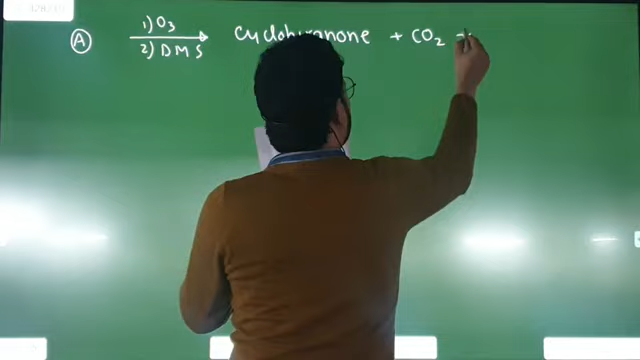 (A) 1) O3 cyclohexanone + CO2 +
2) DMS